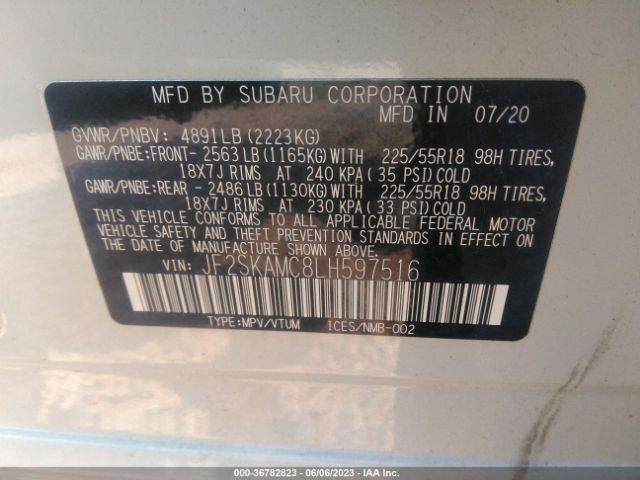 MFD BY SUBARU CORPORATION
MFD IN 07/20
GVWR/PNBV: 4891LB (2223KG)
GAWR/PNBE:FRONT- 2563 LB (1165KG) WITH 225/55R18 98H TIRES,
18X7J RIMS AT 240 KPA ( 35 PSI) COLD
GAWR/PNBE:REAR - 2486 LB (1130KG) WITH 225/55R18 98H TIRES,
18X7J RIMS AT 230 KPA ( 33 PSI) COLD
THIS VEHICLE CONFORMS TO ALL APPLICABLE FEDERAL MOTOR
VEHICLE SAFETY AND THEFT PREVENTION STANDARDS IN EFFECT
ON THE DATE OF MANUFACTURE SHOWN ABOVE.
VIN: JF2SKAMC8LH597516
TYPE:MPV/VTUM ICES/NMB-002
000-36782823 - 06/06/2023 - IAA Inc.